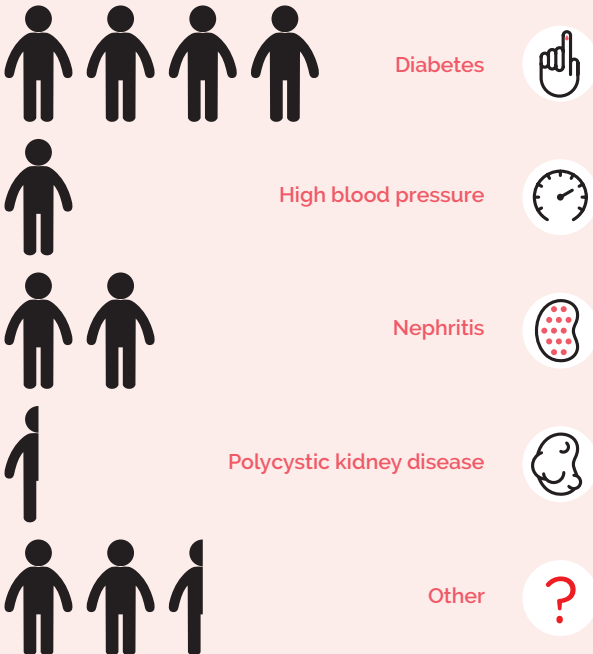 Diabetes
High blood pressure
Nephritis
Polycystic kidney disease
Other
?